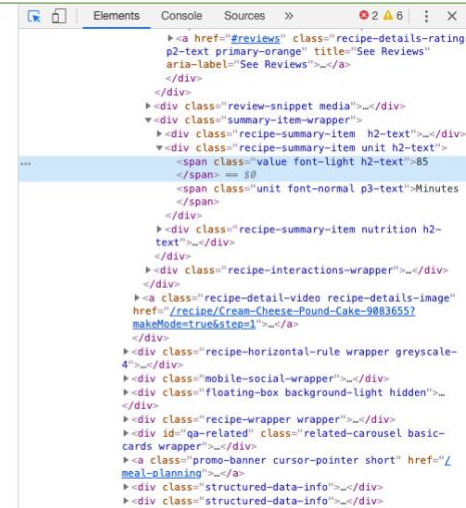 Elements Console Sources » 2 6
▶<a href="#reviews" class="recipe-details-rating
p2-text primary-orange" title="See Reviews"
aria-label="See Reviews">…</a>
</div>
</div>
▶<div class="review-snippet media">…</div>
▼<div class="summary-item-wrapper">
▶<div class="recipe-summary-item  h2-text">…</div>
▼<div class="recipe-summary-item unit h2-text">
… <span class="value font-light h2-text">85
</span> == $0
<span class="unit font-normal p3-text">Minutes
</span>
</div>
▶<div class="recipe-summary-item nutrition h2-
text">…</div>
</div>
▶<div class="recipe-interactions-wrapper">…</div>
</div>
▶<a class="recipe-detail-video recipe-details-image"
href="/recipe/Cream-Cheese-Pound-Cake-9083655?
makeMode=true&step=1">…</a>
</div>
▶<div class="recipe-horizontal-rule wrapper greyscale-
4">…</div>
▶<div class="mobile-social-wrapper">…</div>
▶<div class="floating-box background-light hidden">…
</div>
▶<div class="recipe-wrapper wrapper">…</div>
▶<div id="qa-related" class="related-carousel basic-
cards wrapper">…</div>
▶<a class="promo-banner cursor-pointer short" href="/
meal-planning">…</a>
▶<div class="structured-data-info">…</div>
▶<div class="structured-data-info">…</div>